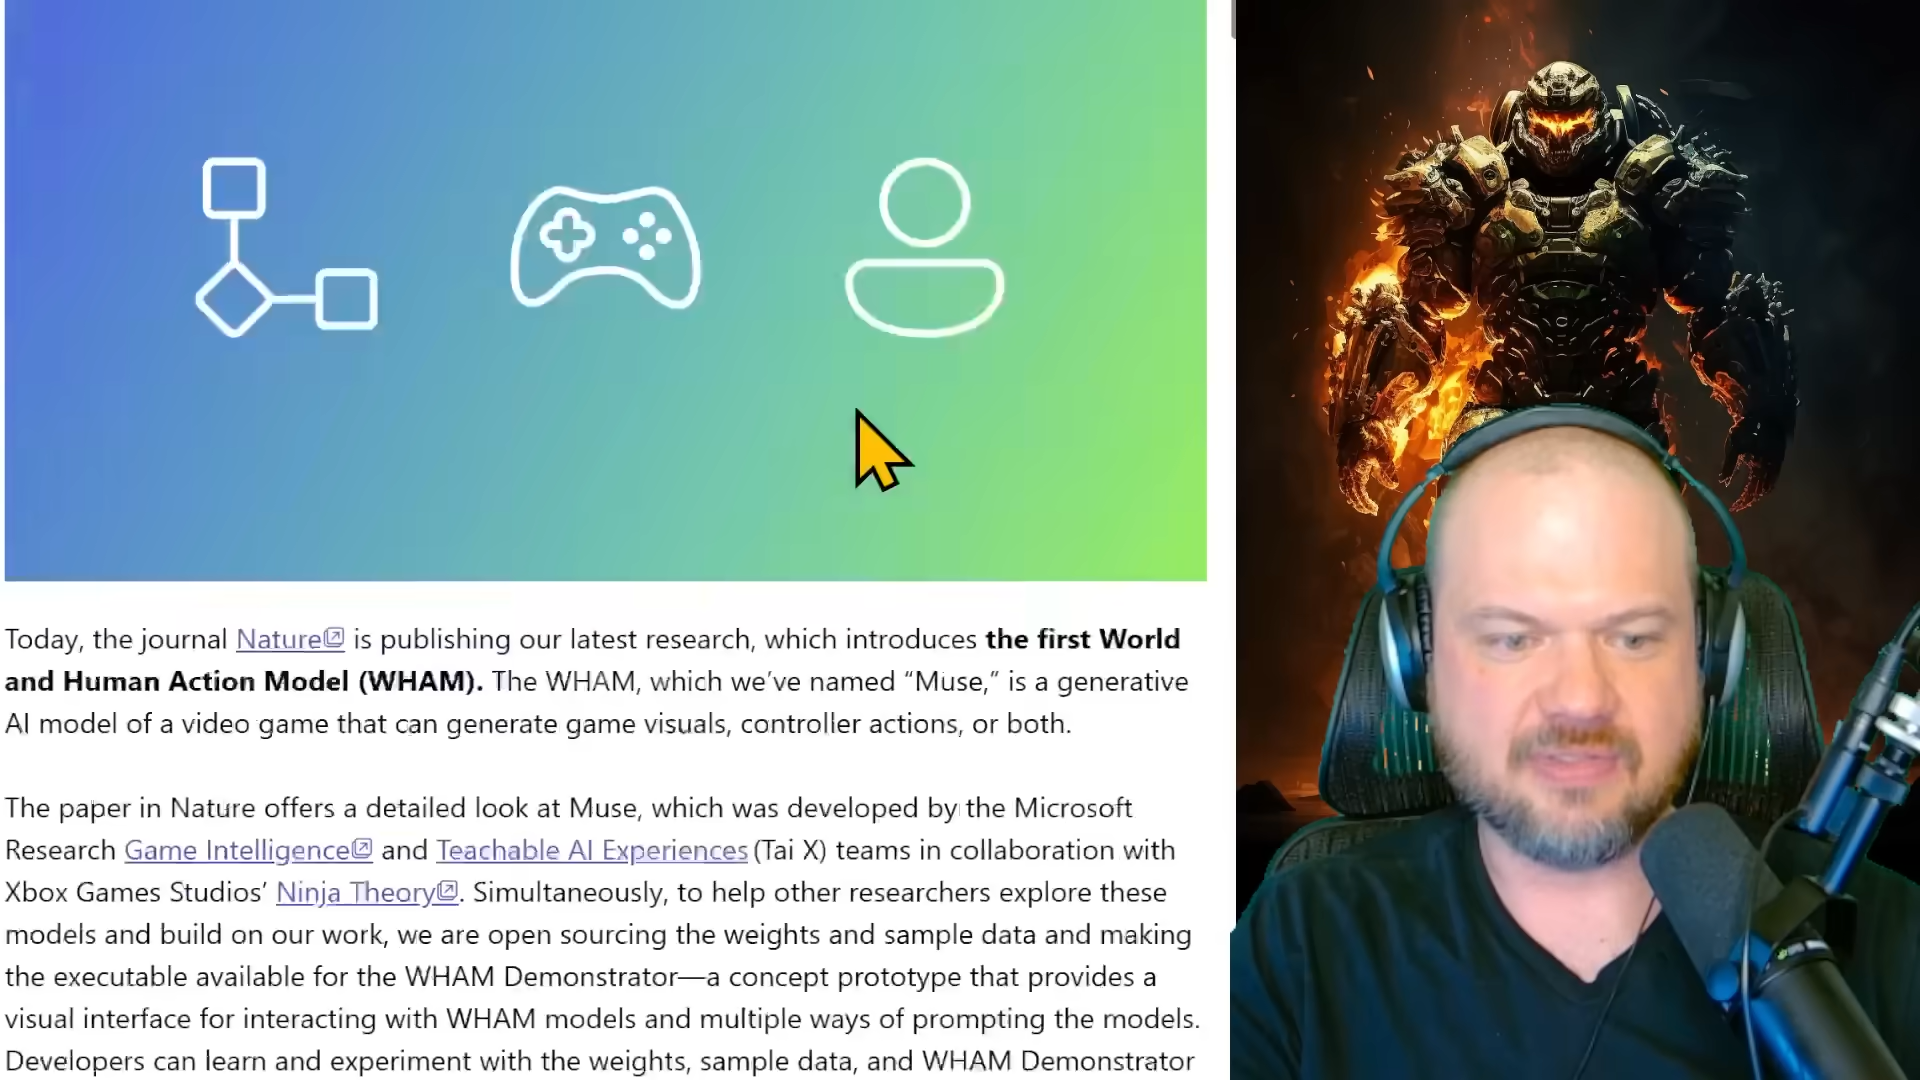 Today, the journal Nature is publishing our latest research, which introduces the first World
and Human Action Model (WHAM). The WHAM, which we've named “Muse,” is a generative
AI model of a video game that can generate game visuals, controller actions, or both.
The paper in Nature offers a detailed look at Muse, which was developed by the Microsoft
Research Game Intelligence and Teachable AI Experiences (Tai X) teams in collaboration with
Xbox Games Studios’ Ninja Theory. Simultaneously, to help other researchers explore these
models and build on our work, we are open sourcing the weights and sample data and making
the executable available for the WHAM Demonstrator—a concept prototype that provides a
visual interface for interacting with WHAM models and multiple ways of prompting the models.
Developers can learn and experiment with the weights, sample data, and WHAM Demonstrator